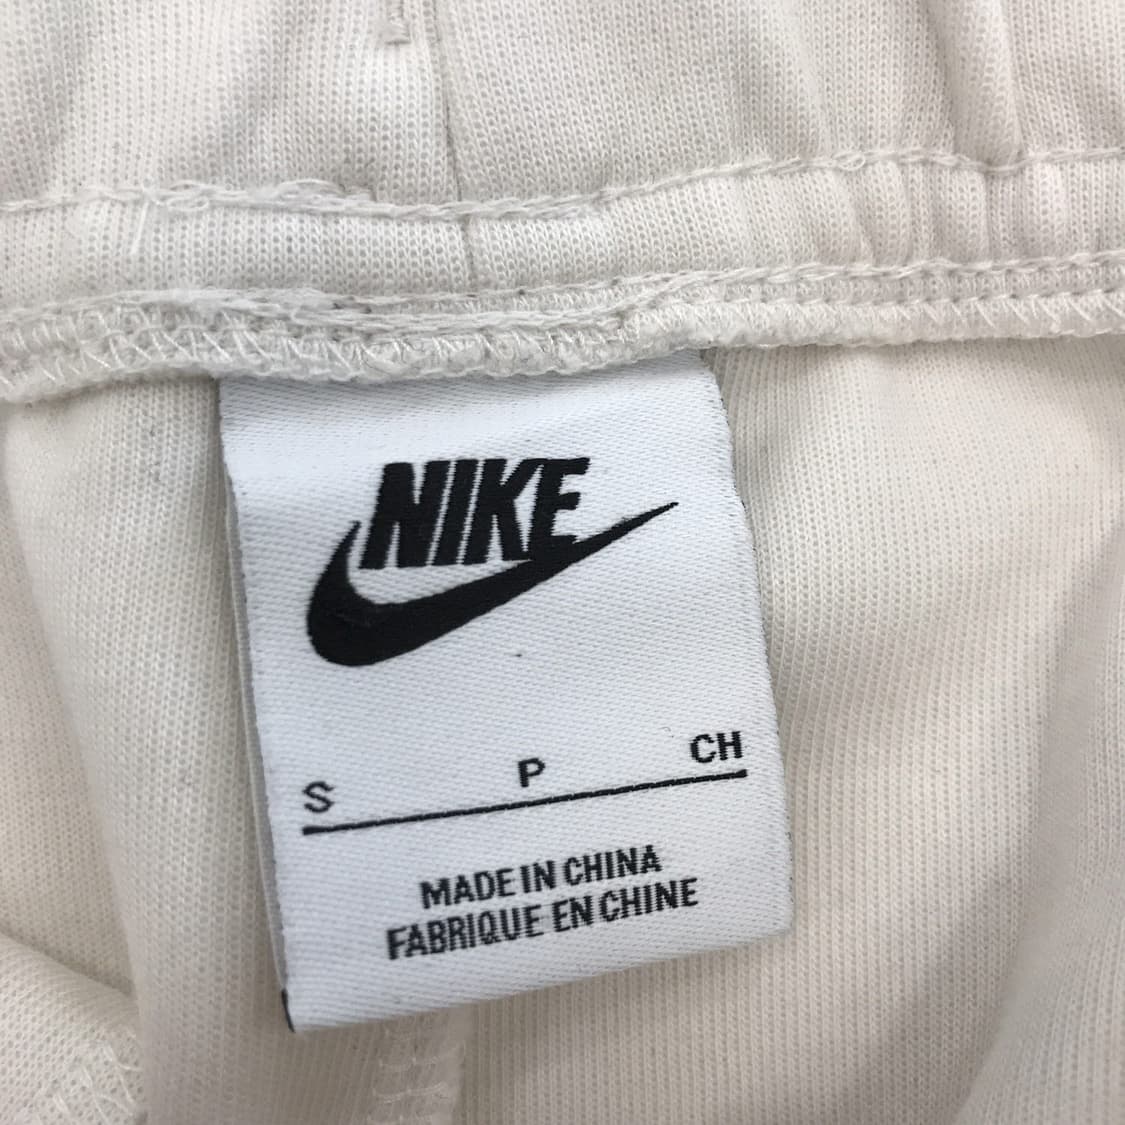 NIKE
S P CH
MADE IN CHINA
FABRIQUE EN CHINE